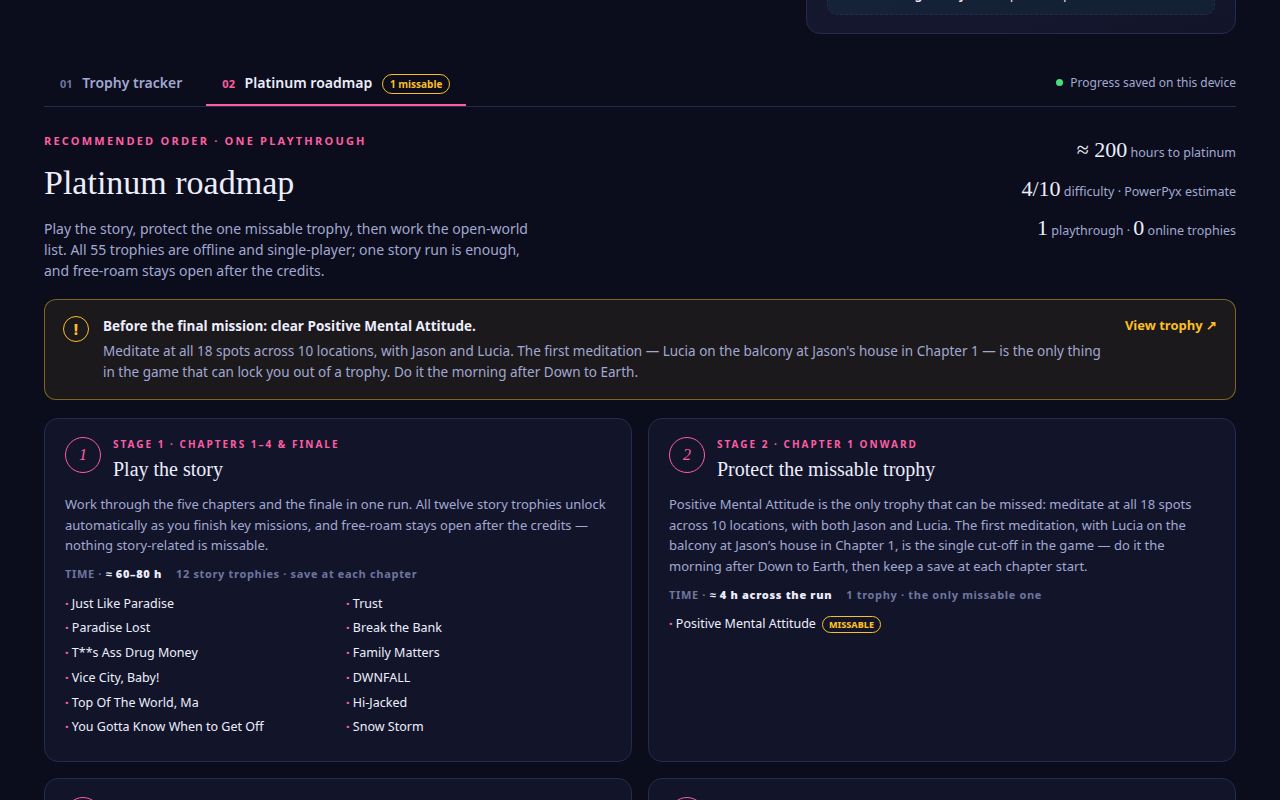 01 Trophy tracker
02 Platinum roadmap 1 missable
Progress saved on this device
RECOMMENDED ORDER · ONE PLAYTHROUGH
Platinum roadmap
Play the story, protect the one missable trophy, then work the open-world
list. All 55 trophies are offline and single-player; one story run is enough,
and free-roam stays open after the credits.
≈ 200 hours to platinum
4/10 difficulty · PowerPyx estimate
1 playthrough · 0 online trophies
! Before the final mission: clear Positive Mental Attitude.
View trophy ↗
Meditate at all 18 spots across 10 locations, with Jason and Lucia. The first meditation — Lucia on the balcony at Jason's house in Chapter 1 — is the only thing
in the game that can lock you out of a trophy. Do it the morning after Down to Earth.
1
STAGE 1 · CHAPTERS 1–4 & FINALE
Play the story
Work through the five chapters and the finale in one run. All twelve story trophies unlock
automatically as you finish key missions, and free-roam stays open after the credits —
nothing story-related is missable.
TIME · ≈ 60–80 h 12 story trophies · save at each chapter
· Just Like Paradise
· Paradise Lost
· T**s Ass Drug Money
· Vice City, Baby!
· Top Of The World, Ma
· You Gotta Know When to Get Off
· Trust
· Break the Bank
· Family Matters
· DWNFALL
· Hi-Jacked
· Snow Storm
2
STAGE 2 · CHAPTER 1 ONWARD
Protect the missable trophy
Positive Mental Attitude is the only trophy that can be missed: meditate at all 18 spots
across 10 locations, with both Jason and Lucia. The first meditation, with Lucia on the
balcony at Jason’s house in Chapter 1, is the single cut-off in the game — do it the
morning after Down to Earth, then keep a save at each chapter start.
TIME · ≈ 4 h across the run 1 trophy · the only missable one
· Positive Mental Attitude MISSABLE